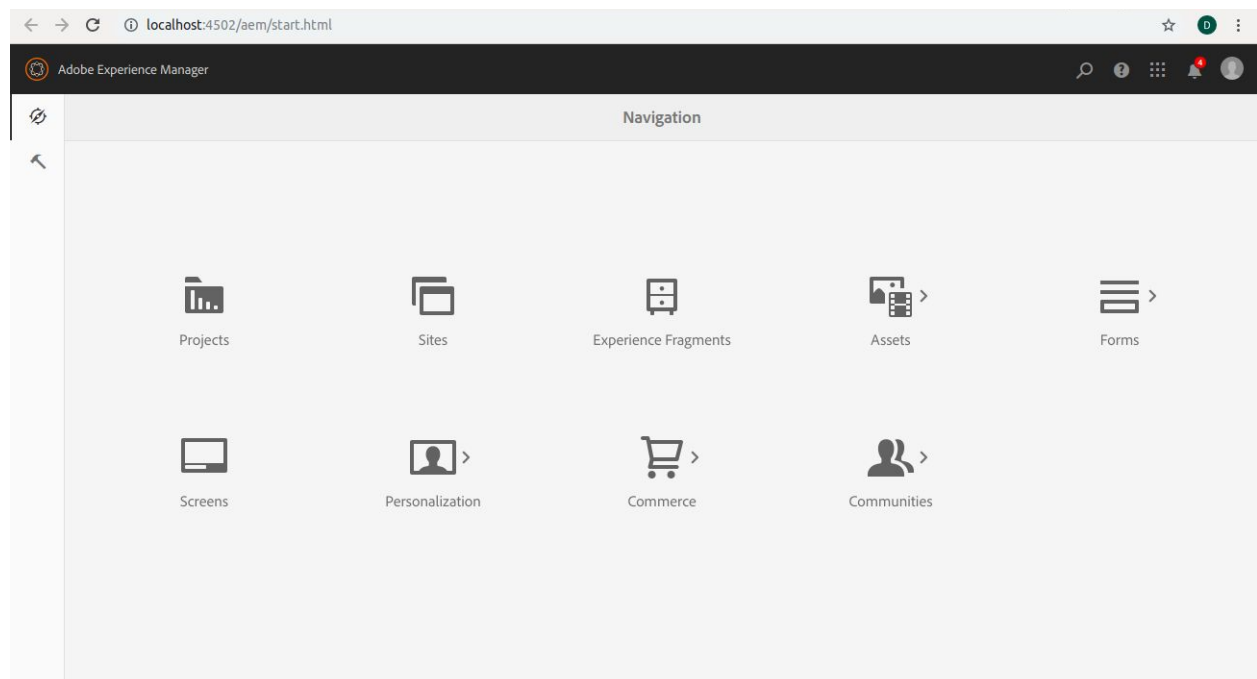 localhost:4502/aem/start.html
D
Adobe Experience Manager
?
4
Navigation
Projects
Sites
Experience Fragments
Assets
Forms
Screens
Personalization
Commerce
Communities